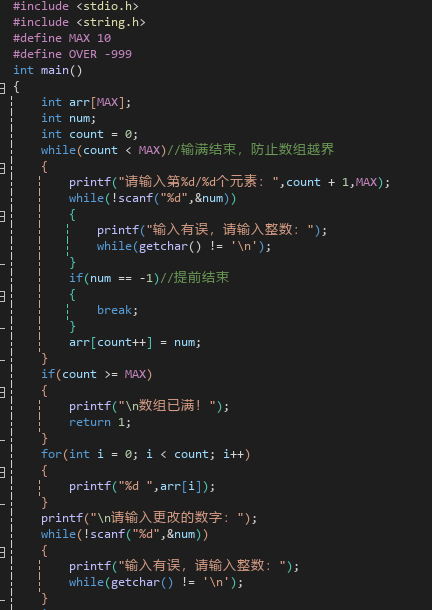 #include <stdio.h>
#include <string.h>
#define MAX 10
#define OVER -999
int main()
{
    int arr[MAX];
    int num;
    int count = 0;
    while(count < MAX)//输满结束，防止数组越界
    {
        printf("请输入第%d/%d个元素：",count + 1,MAX);
        while(!scanf("%d",&num))
        {
            printf("输入有误，请输入整数：");
            while(getchar() != '\n');
        }
        if(num == -1)//提前结束
        {
            break;
        }
        arr[count++] = num;
    }
    if(count >= MAX)
    {
        printf("\n数组已满！");
        return 1;
    }
    for(int i = 0; i < count; i++)
    {
        printf("%d ",arr[i]);
    }
    printf("\n请输入更改的数字：");
    while(!scanf("%d",&num))
    {
        printf("输入有误，请输入整数：");
        while(getchar() != '\n');
    }